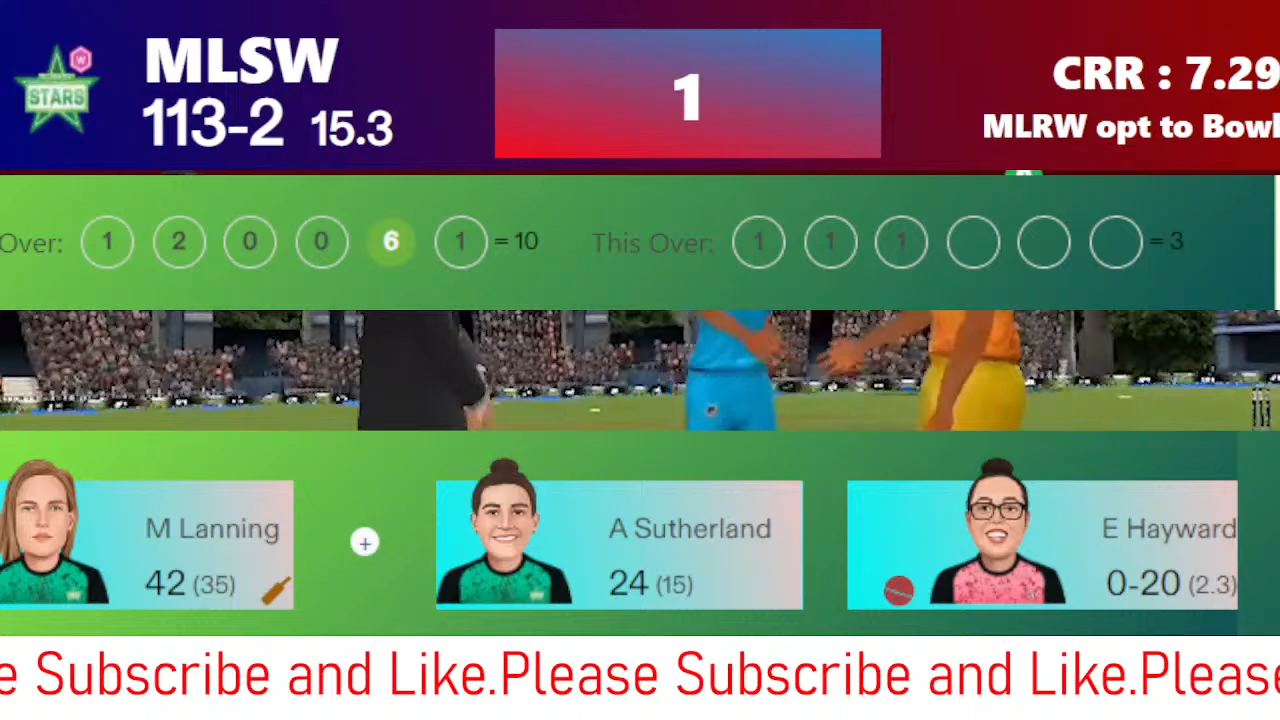 STARS
W
MLSW
113-2 15.3
1
CRR : 7.29
MLRW opt to Bowl
Over: 1 2 0 0 6 1 = 10 This Over: 1 1 1 = 3
M Lanning
42 (35)
+
A Sutherland
24 (15)
E Hayward
0-20 (2.3)
e Subscribe and Like.Please Subscribe and Like.Please